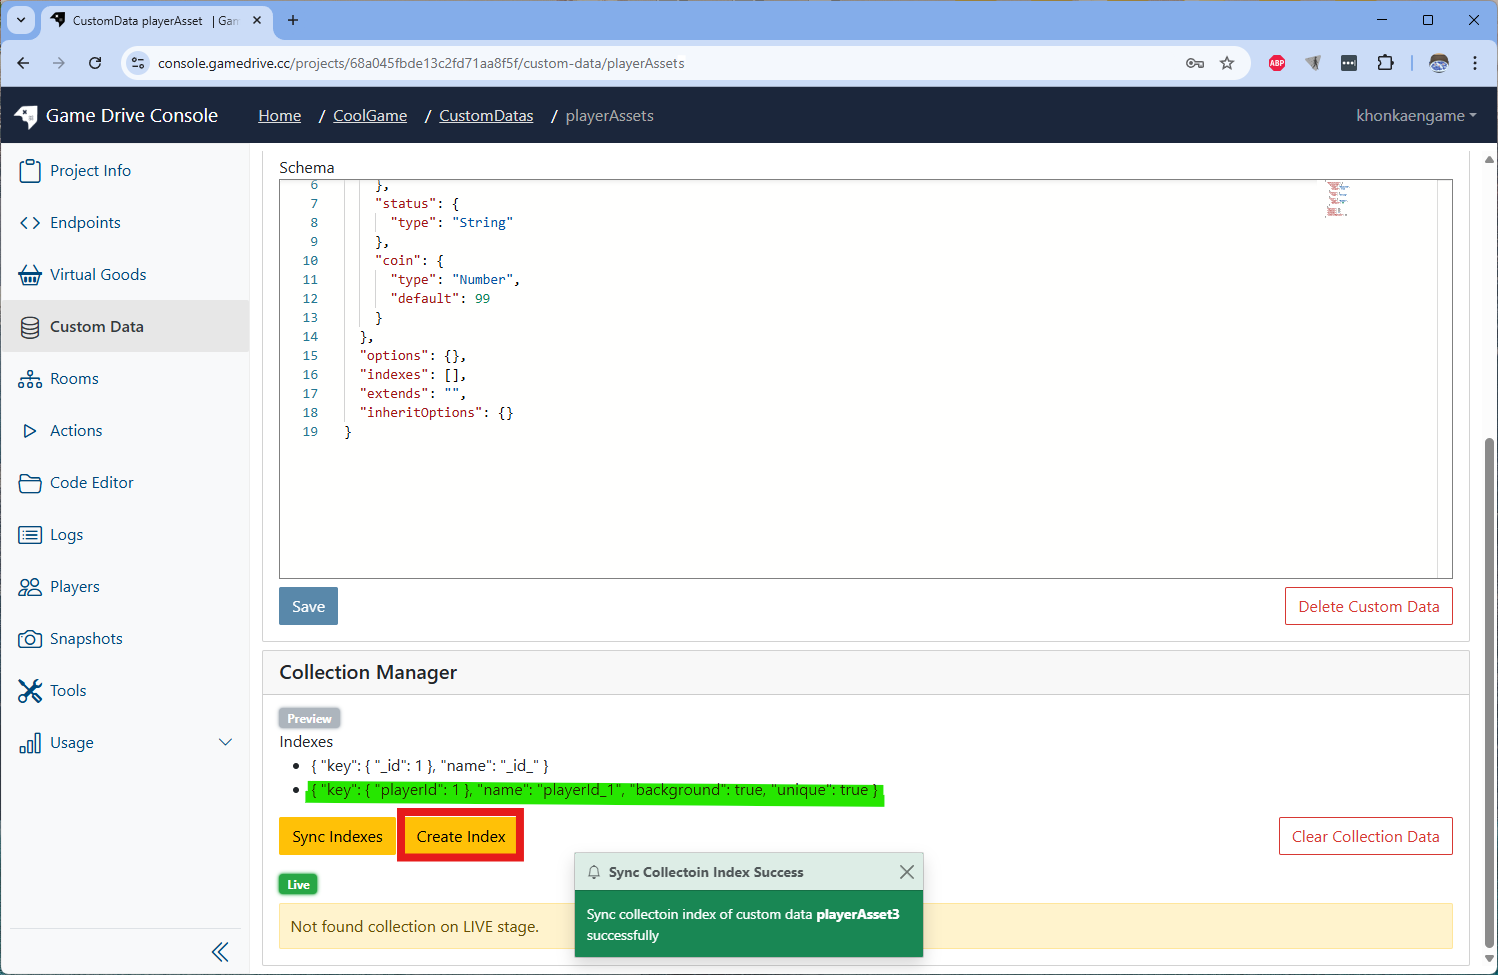 CustomData playerAsset | Gan
console.gamedrive.cc/projects/68a045fbde13c2fd71aa8f5f/custom-data/playerAssets
ABP
Game Drive Console
Home / CoolGame / CustomDatas / playerAssets
khonkaengame
Project Info
Endpoints
Virtual Goods
Custom Data
Rooms
Actions
Code Editor
Logs
Players
Snapshots
Tools
Usage
Schema
6 },
7 "status": {
8 "type": "String"
9 },
10 "coin": {
11 "type": "Number",
12 "default": 99
13 }
14 },
15 "options": {},
16 "indexes": [],
17 "extends": "",
18 "inheritOptions": {}
19 }
Save
Delete Custom Data
Collection Manager
Preview
Indexes
{ "key": { "_id": 1 }, "name": "_id_" }
{ "key": { "playerId": 1 }, "name": "playerId_1", "background": true, "unique": true }
Sync Indexes
Create Index
Clear Collection Data
Live
Not found collection on LIVE stage.
Sync Collectoin Index Success
Sync collectoin index of custom data playerAsset3
successfully